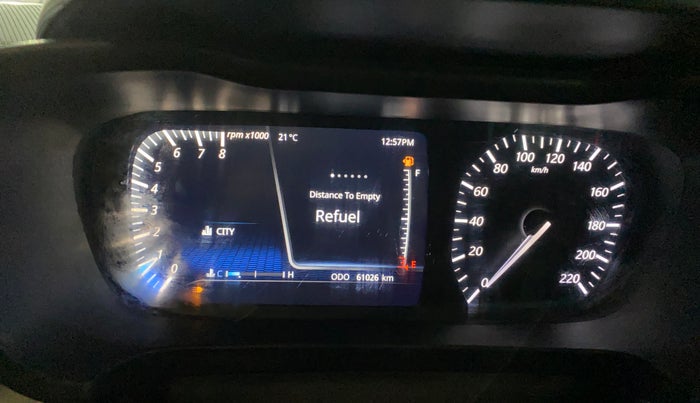 rpm x1000 21°C 12:57PM
8
7
6
5
4
3
2
1
0
F
Distance To Empty
Refuel
CITY
E
C H ODO 61026 km
0
20
40
60
80
100
120
140
160
180
200
220
km/h